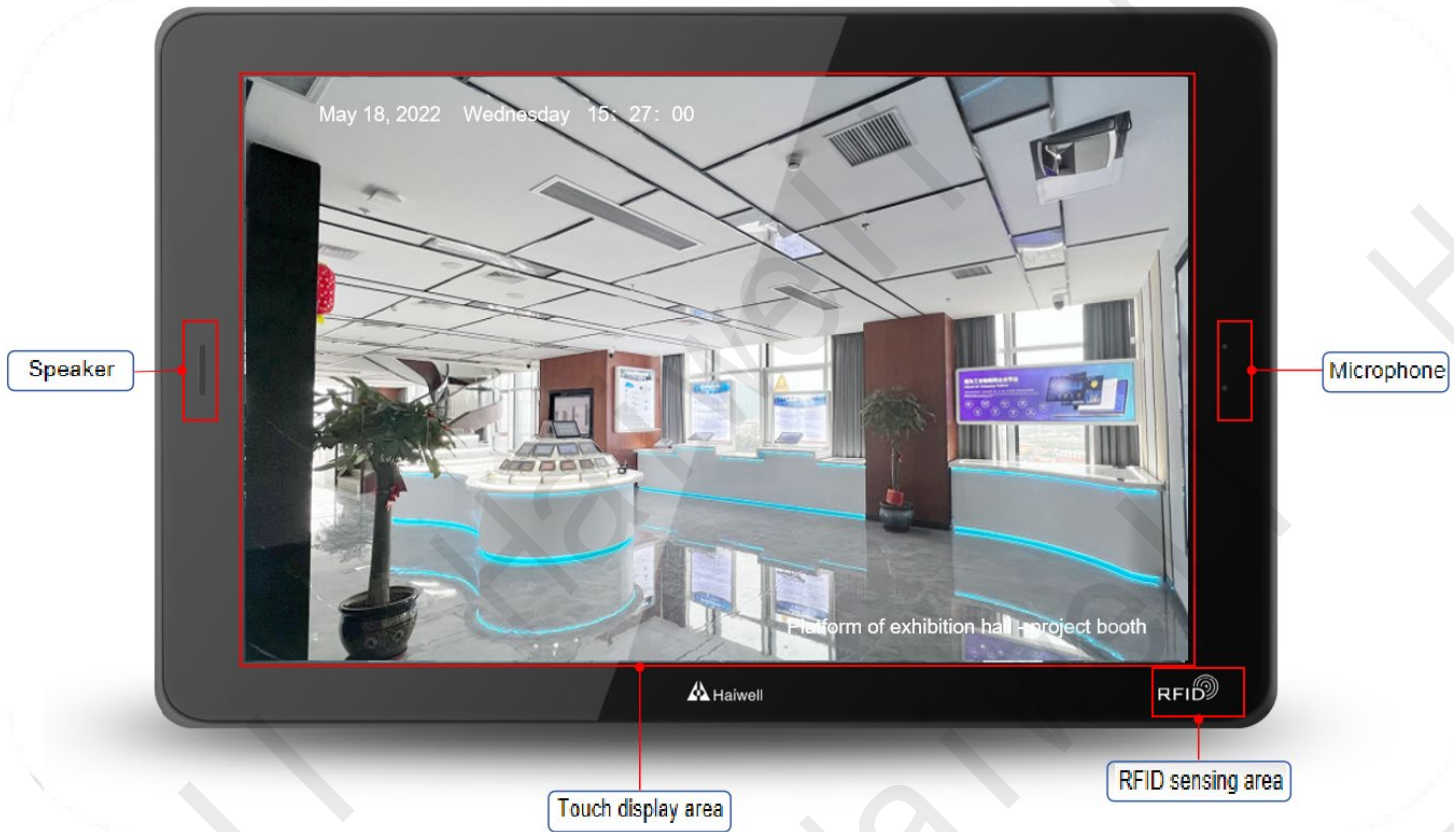 May 18, 2022 Wednesday 15: 27: 00
Speaker
Microphone
Platform of exhibition hall - project booth
Haiwell
RFID
RFID sensing area
Touch display area
Haiwell